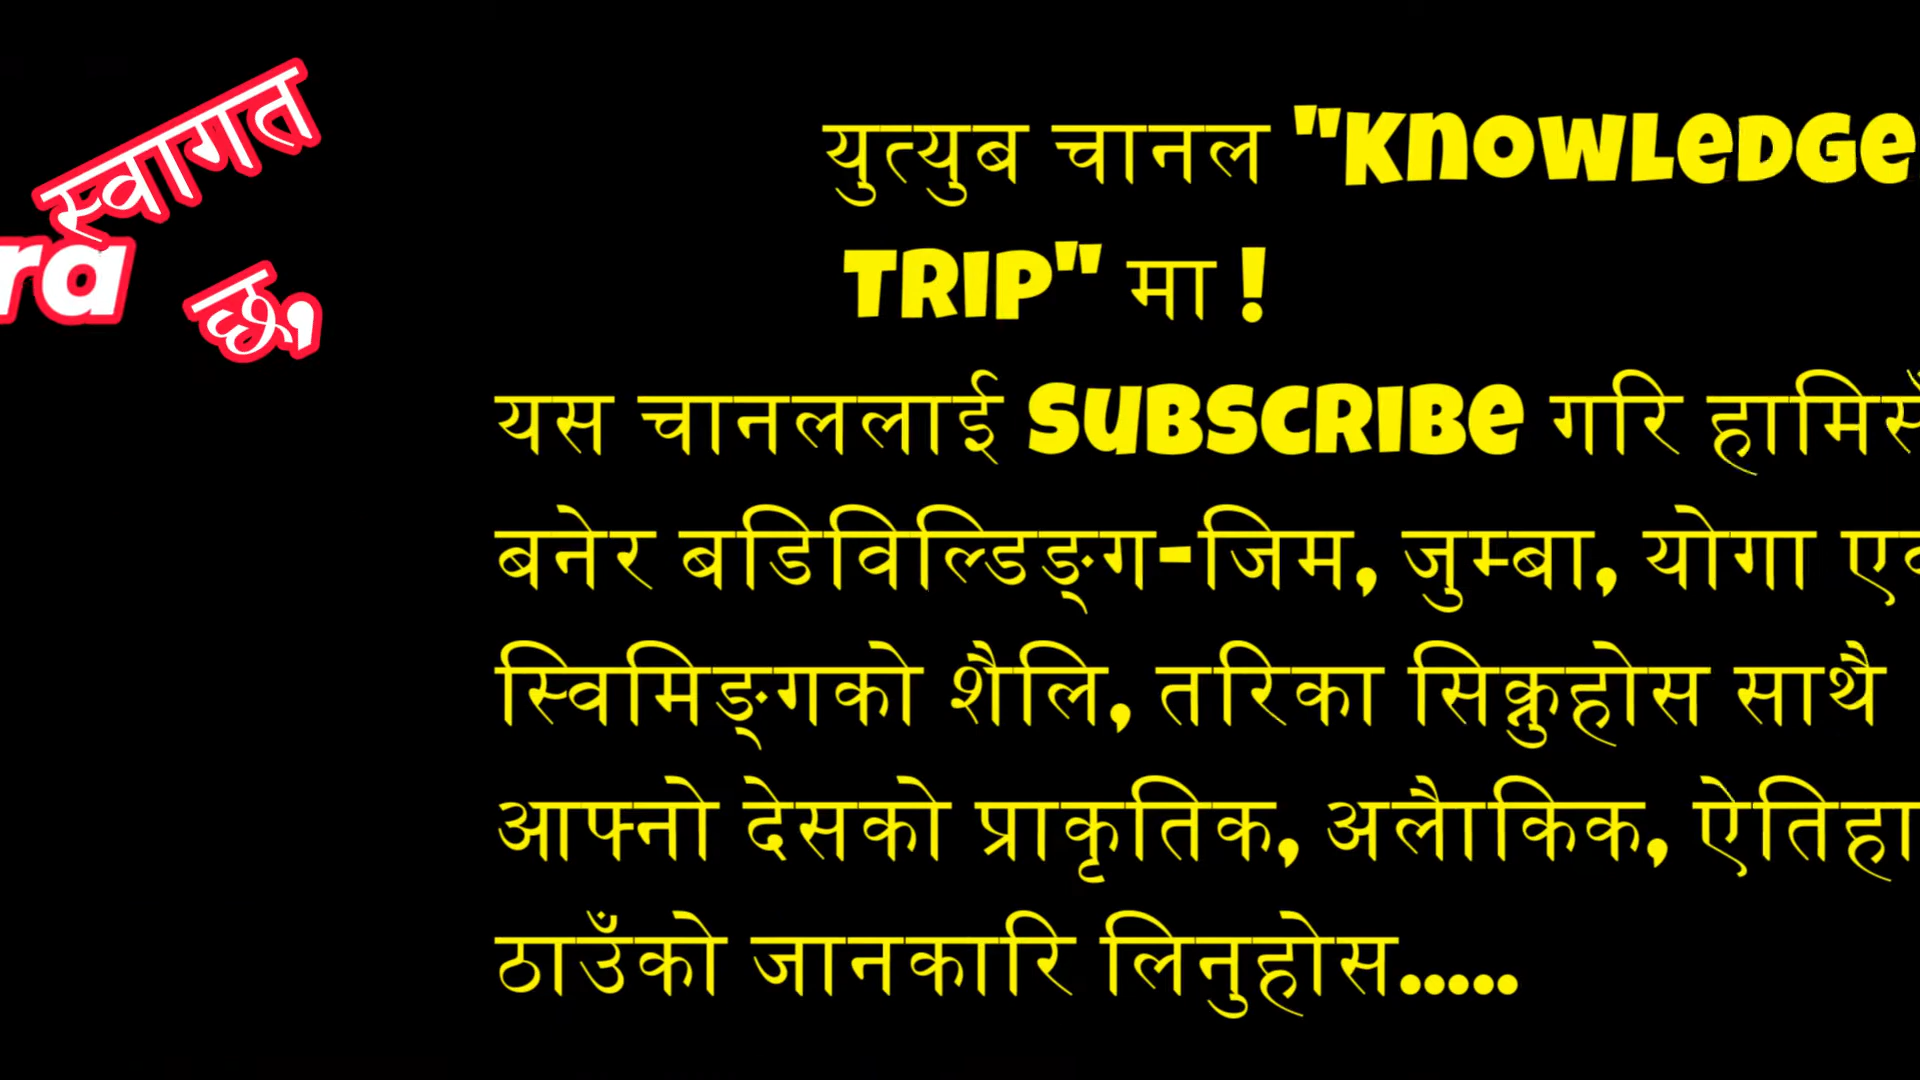 स्वागत
ra
छ,
युत्युब चानल "Knowledge
Trip" मा !
यस चानललाई Subscribe गरि
बनेर बडिविल्डिङ्ग-जिम, जुम्बा, योगा
स्विमिङ्गको शैलि, तरिका सिक्नुहोस साथै
आफ्नो देसको प्राकृतिक, अलौकिक,
ठाउँको जानकारि लिनुहोस.....